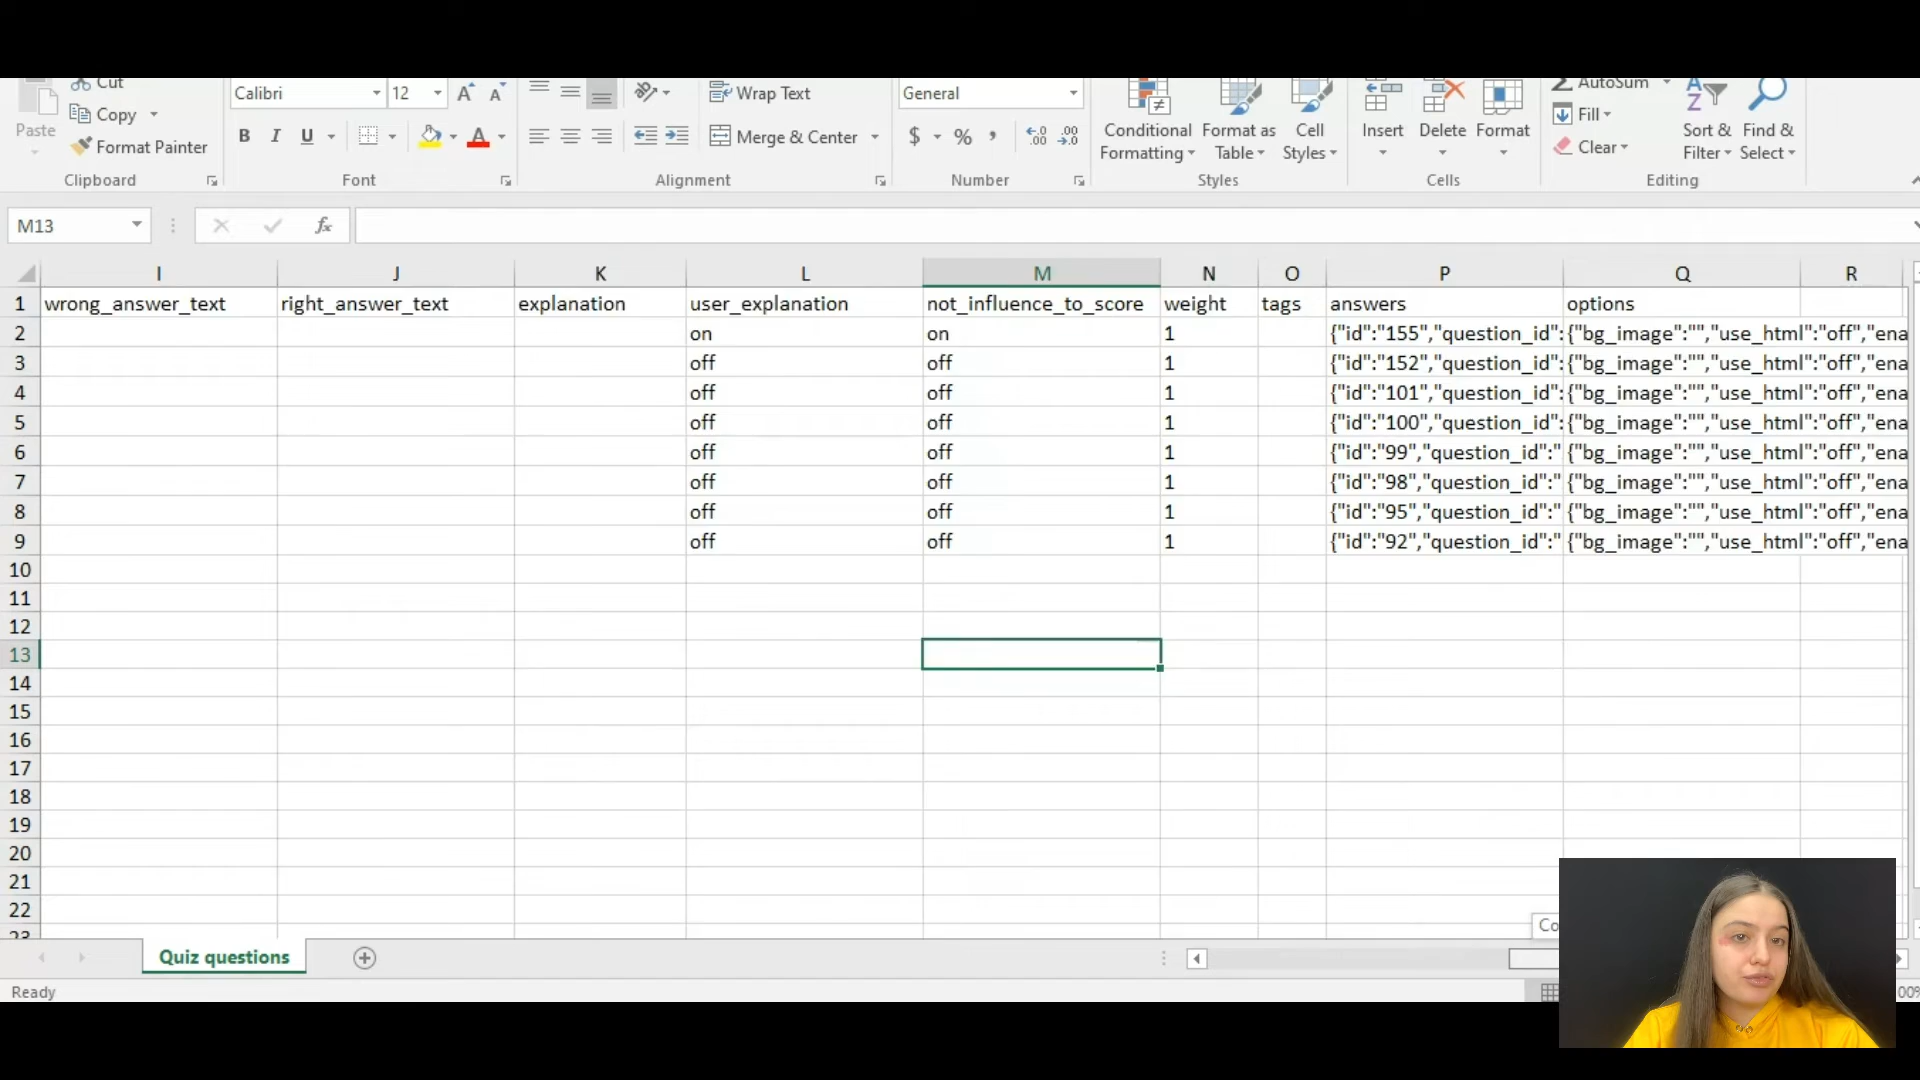 Cut
Copy
Format Painter
Paste
Clipboard
Calibri
12
A
A
B I U
A
Font
Wrap Text
Merge & Center
Alignment
General
$ % ,
Number
Conditional Formatting
Format as Table
Cell Styles
Styles
Insert
Delete
Format
Cells
AutoSum
Fill
Clear
Sort & Filter
Find & Select
Editing
M13
fx
I J K L M N O P Q R
1 wrong_answer_text right_answer_text explanation user_explanation not_influence_to_score weight tags answers options
2 on on 1 {"id":"155","question_id": {"bg_image":"","use_html":"off","ena
3 off off 1 {"id":"152","question_id": {"bg_image":"","use_html":"off","ena
4 off off 1 {"id":"101","question_id": {"bg_image":"","use_html":"off","ena
5 off off 1 {"id":"100","question_id": {"bg_image":"","use_html":"off","ena
6 off off 1 {"id":"99","question_id":" {"bg_image":"","use_html":"off","ena
7 off off 1 {"id":"98","question_id":" {"bg_image":"","use_html":"off","ena
8 off off 1 {"id":"95","question_id":" {"bg_image":"","use_html":"off","ena
9 off off 1 {"id":"92","question_id":" {"bg_image":"","use_html":"off","ena
10
11
12
13
14
15
16
17
18
19
20
21
22
23
Co
Quiz questions
Ready
00%